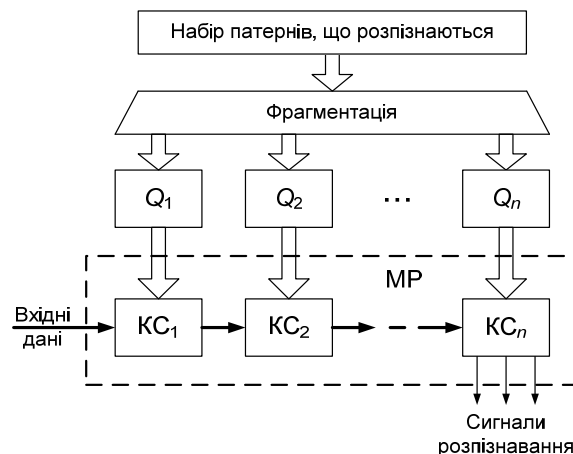 Набір патернів, що розпізнаються
Фрагментація
Q1 Q2 ... Qn
МР
Вхідні
дані
КС1 КС2 КСn
Сигнали
розпізнавання